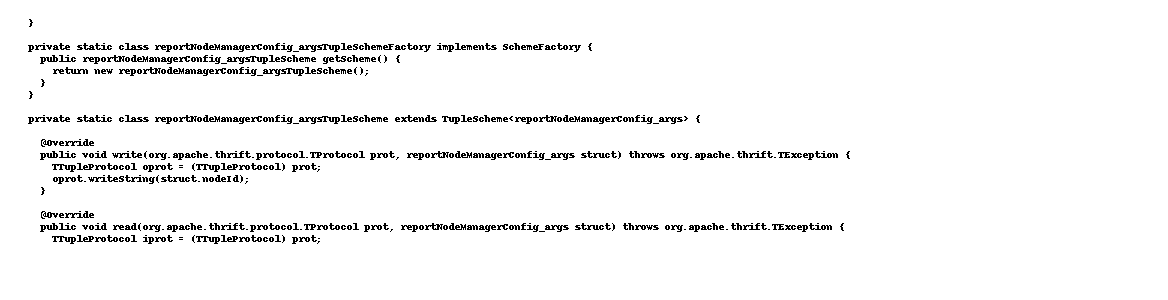 }
private static class reportNodeManagerConfig_argsTupleSchemeFactory implements SchemeFactory {
public reportNodeManagerConfig_argsTupleScheme getScheme() {
return new reportNodeManagerConfig_argsTupleScheme();
}
}
private static class reportNodeManagerConfig_argsTupleScheme extends TupleScheme<reportNodeManagerConfig_args> {
@Override
public void write(org.apache.thrift.protocol.TProtocol prot, reportNodeManagerConfig_args struct) throws org.apache.thrift.TException {
TTupleProtocol oprot = (TTupleProtocol) prot;
oprot.writeString(struct.nodeId);
}
@Override
public void read(org.apache.thrift.protocol.TProtocol prot, reportNodeManagerConfig_args struct) throws org.apache.thrift.TException {
TTupleProtocol iprot = (TTupleProtocol) prot;